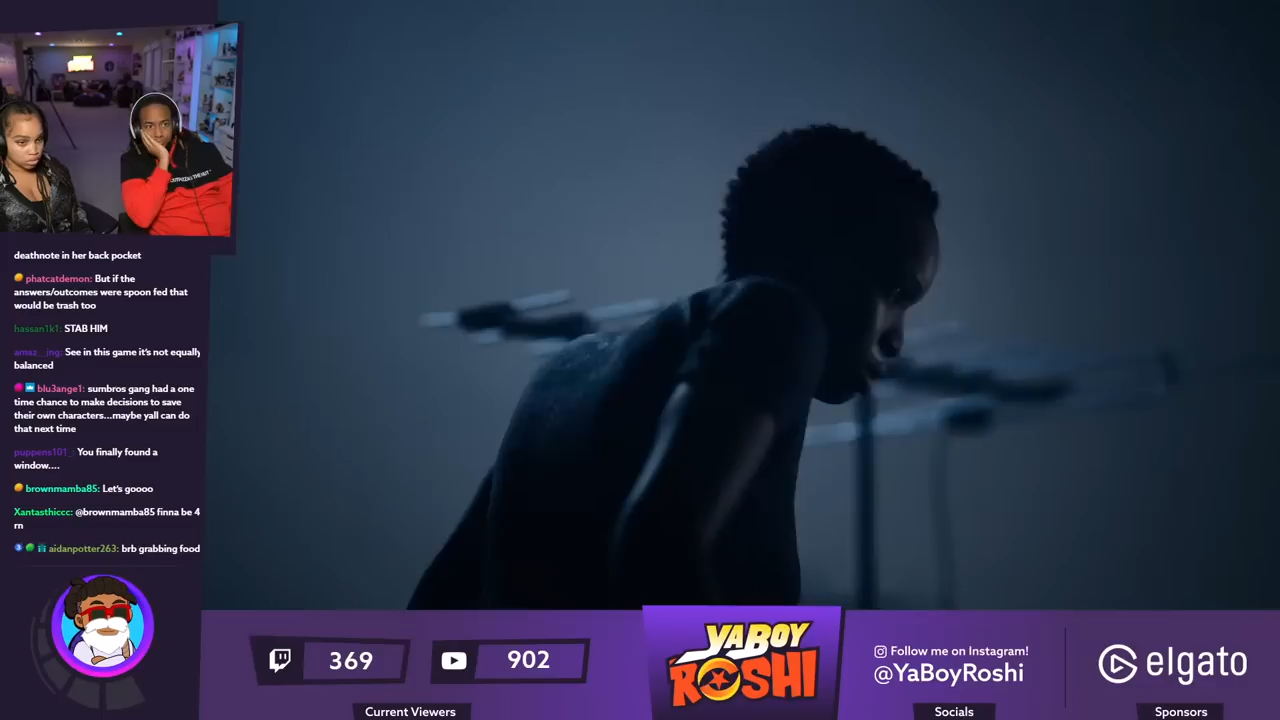 deathnote in her back pocket
phatcatdemon: But if the
answers/outcomes were spoon fed that
would be trash too
hassan1k1: STAB HIM
amaz__ing: See in this game it's not equally
balanced
blu3ange1: sumbros gang had a one
time chance to make decisions to save
their own characters...maybe yall can do
that next time
puppens101_: You finally found a
window....
brownmamba85: Let's goooo
Xantasthiccc: @brownmamba85 finna be 4
rn
aidanpotter263: brb grabbing food
369
902
Current Viewers
YABOY
ROSHI
Follow me on Instagram!
@YaBoyRoshi
Socials
elgato
Sponsors